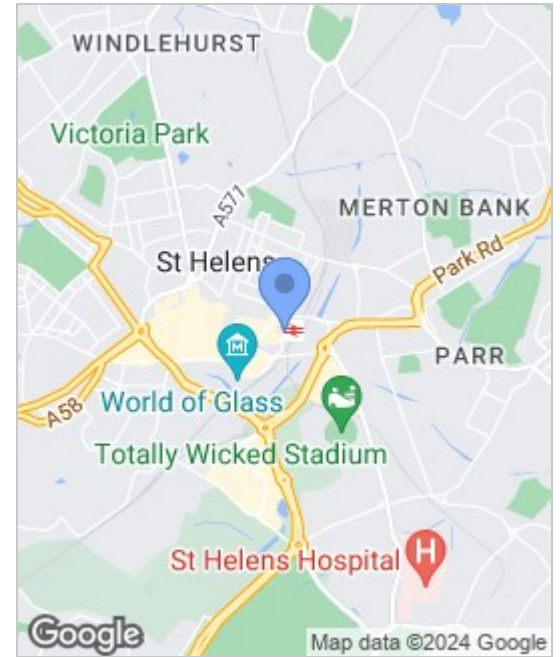 WINDLEHURST
Victoria Park
A571
MERTON BANK
St Helens
Park Rd
PARR
World of Glass
A58
Totally Wicked Stadium
St Helens Hospital
H
Google
Map data ©2024 Google